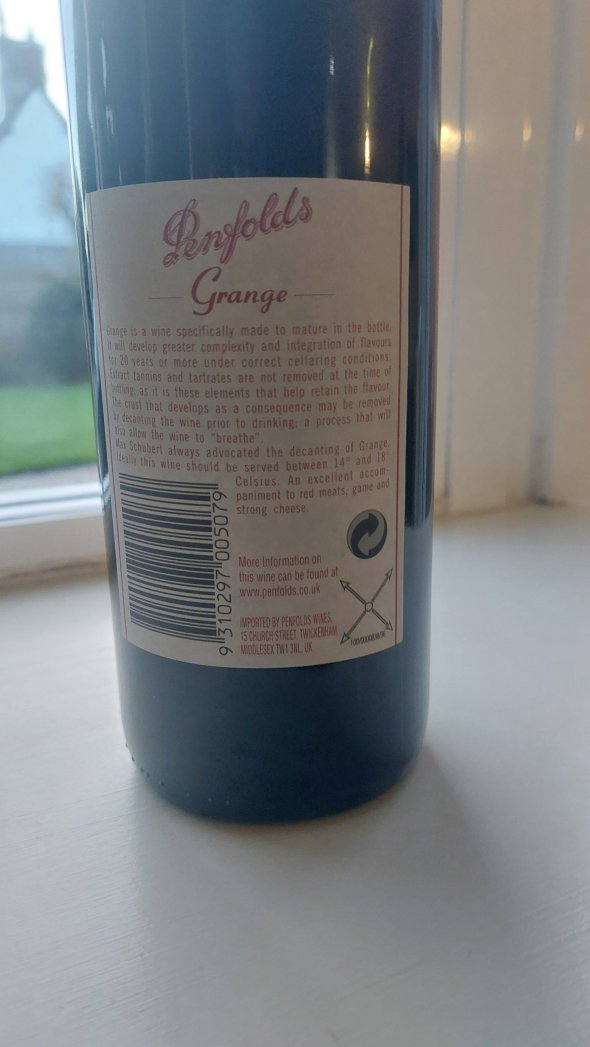 Penfolds
Grange
Grange is a wine specifically made to mature in the bottle.
It will develop greater complexity and integration of flavours
for 20 years or more under correct cellaring conditions.
Extract tannins and tartrates are not removed at the time of
bottling, as it is these elements that help retain the flavour.
The crust that develops as a consequence may be removed
by decanting the wine prior to drinking; a process that will
also allow the wine to "breathe".
Max Schubert always advocated the decanting of Grange.
Ideally this wine should be served between 14° and 18°
Celsius. An excellent accom-
paniment to red meats, game and
strong cheese.
9 310297 005079
More Information on
this wine can be found at
www.penfolds.co.uk
IMPORTED BY PENFOLDS WINES,
15 CHURCH STREET, TWICKENHAM,
MIDDLESEX TW1 3NL, UK